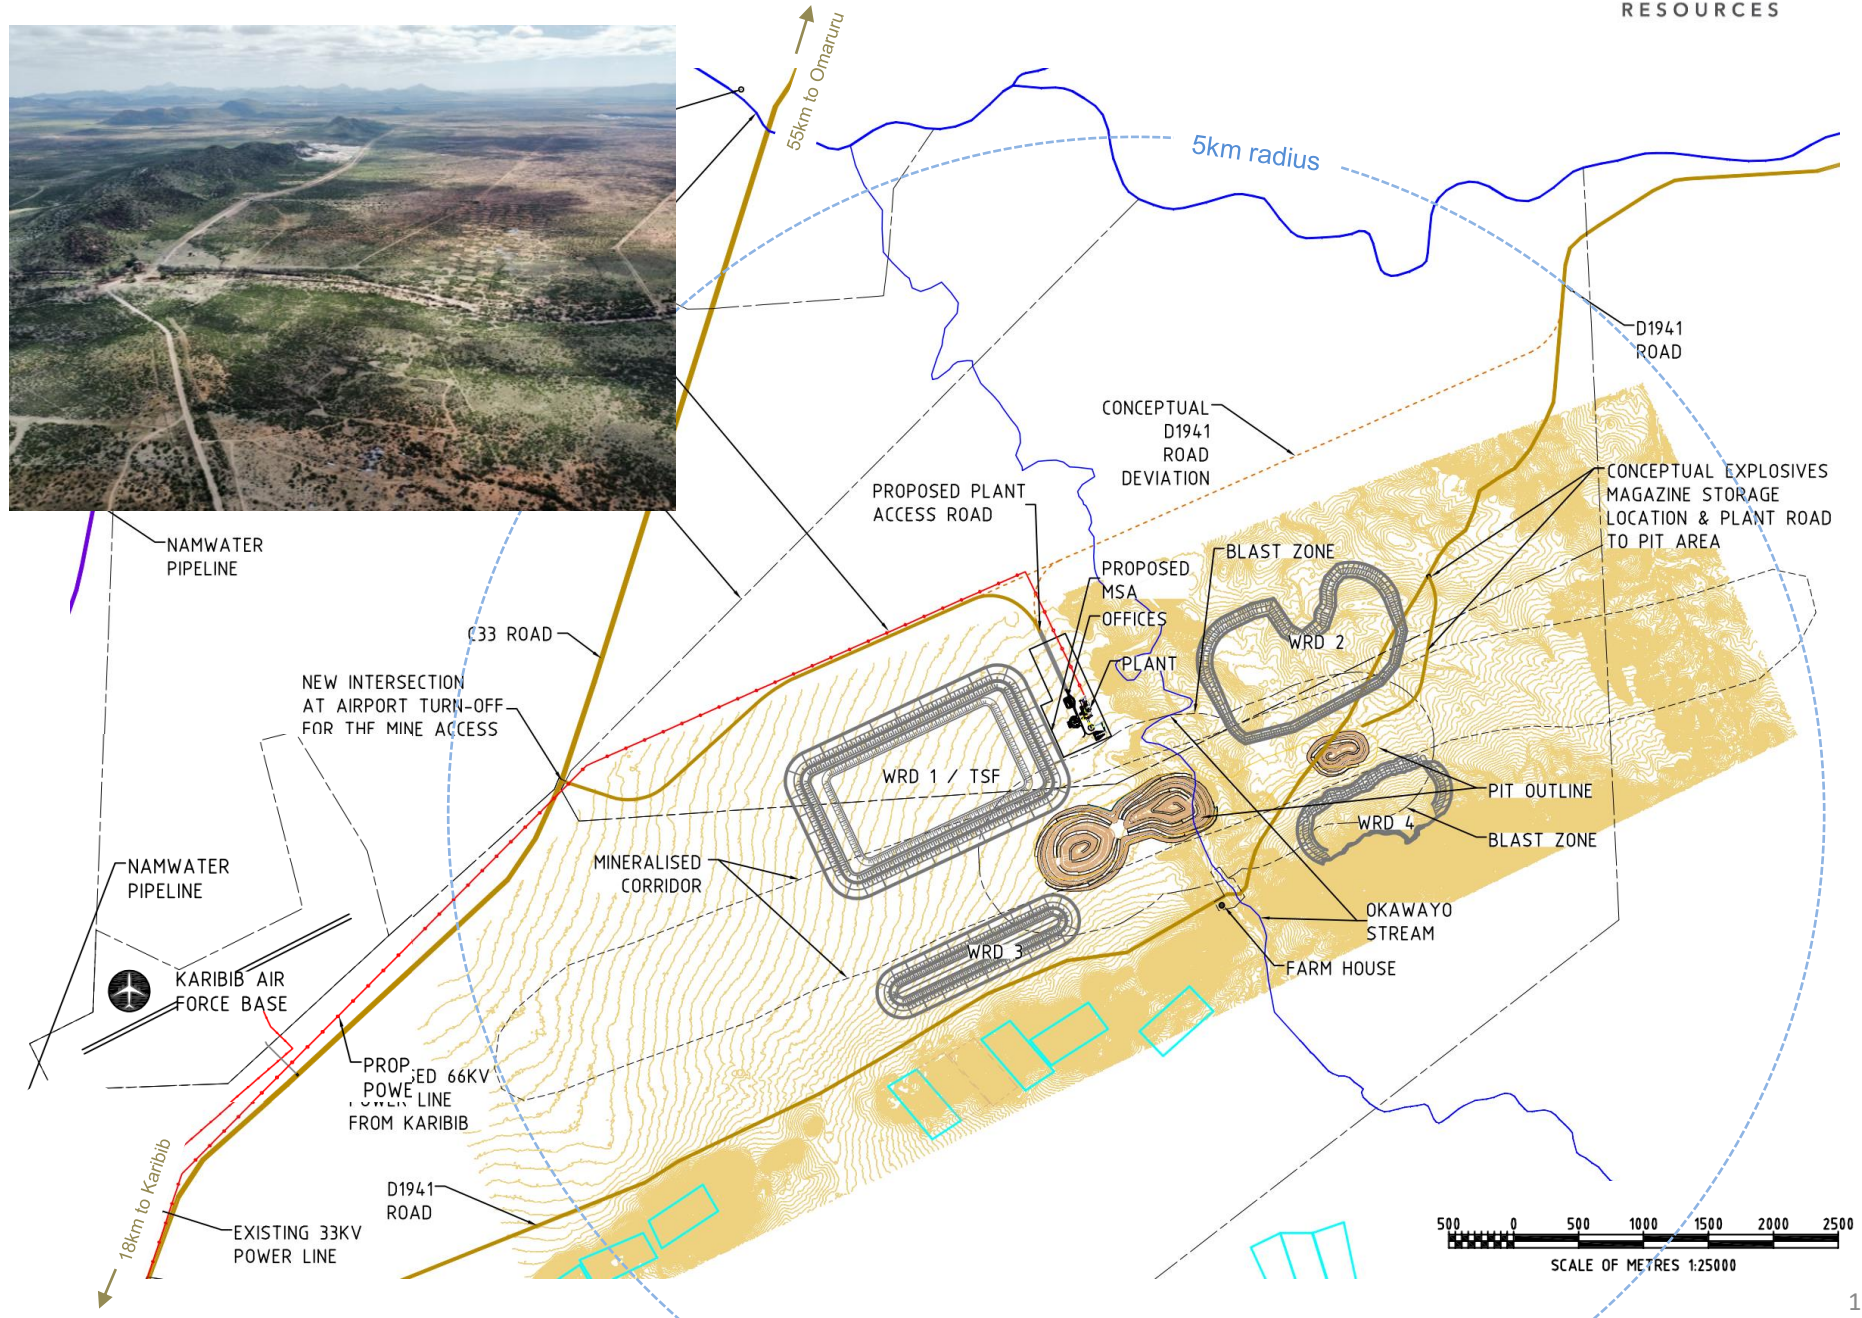 RESOURCES
55km to Omaruru
5km radius
D1941
ROAD
CONCEPTUAL
D1941
ROAD
DEVIATION
CONCEPTUAL EXPLOSIVES
MAGAZINE STORAGE
LOCATION & PLANT ROAD
TO PIT AREA
PROPOSED PLANT
ACCESS ROAD
NAMWATER
PIPELINE
BLAST ZONE
PROPOSED
MSA
OFFICES
C33 ROAD
WRD 2
PLANT
NEW INTERSECTION
AT AIRPORT TURN-OFF
FOR THE MINE ACCESS
WRD 1 / TSF
PIT OUTLINE
WRD 4
BLAST ZONE
MINERALISED
CORRIDOR
NAMWATER
PIPELINE
OKAWAYO
STREAM
WRD 3
FARM HOUSE
KARIBIB AIR
FORCE BASE
PROP
SED 66KV
POWE
POWER LINE
FROM KARIBIB
18km to Karibib
D1941
ROAD
EXISTING 33KV
POWER LINE
500 0 500 1000 1500 2000 2500
SCALE OF METRES 1:25000
1